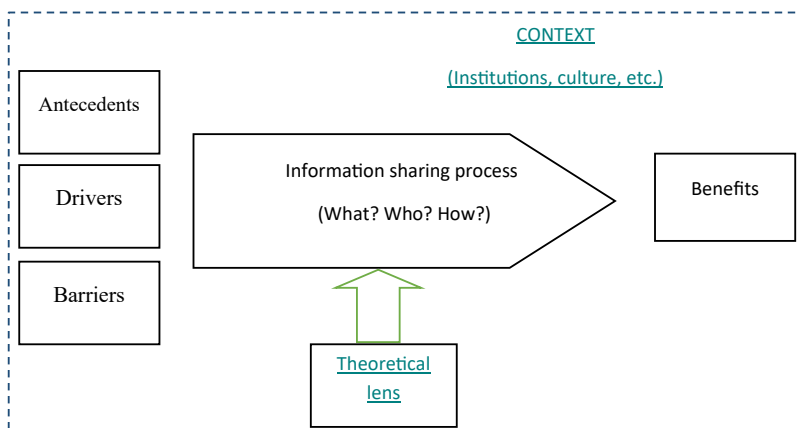 CONTEXT
(Institutions, culture, etc.)
Antecedents
Drivers
Barriers
Information sharing process
(What? Who? How?)
Benefits
Theoretical
lens